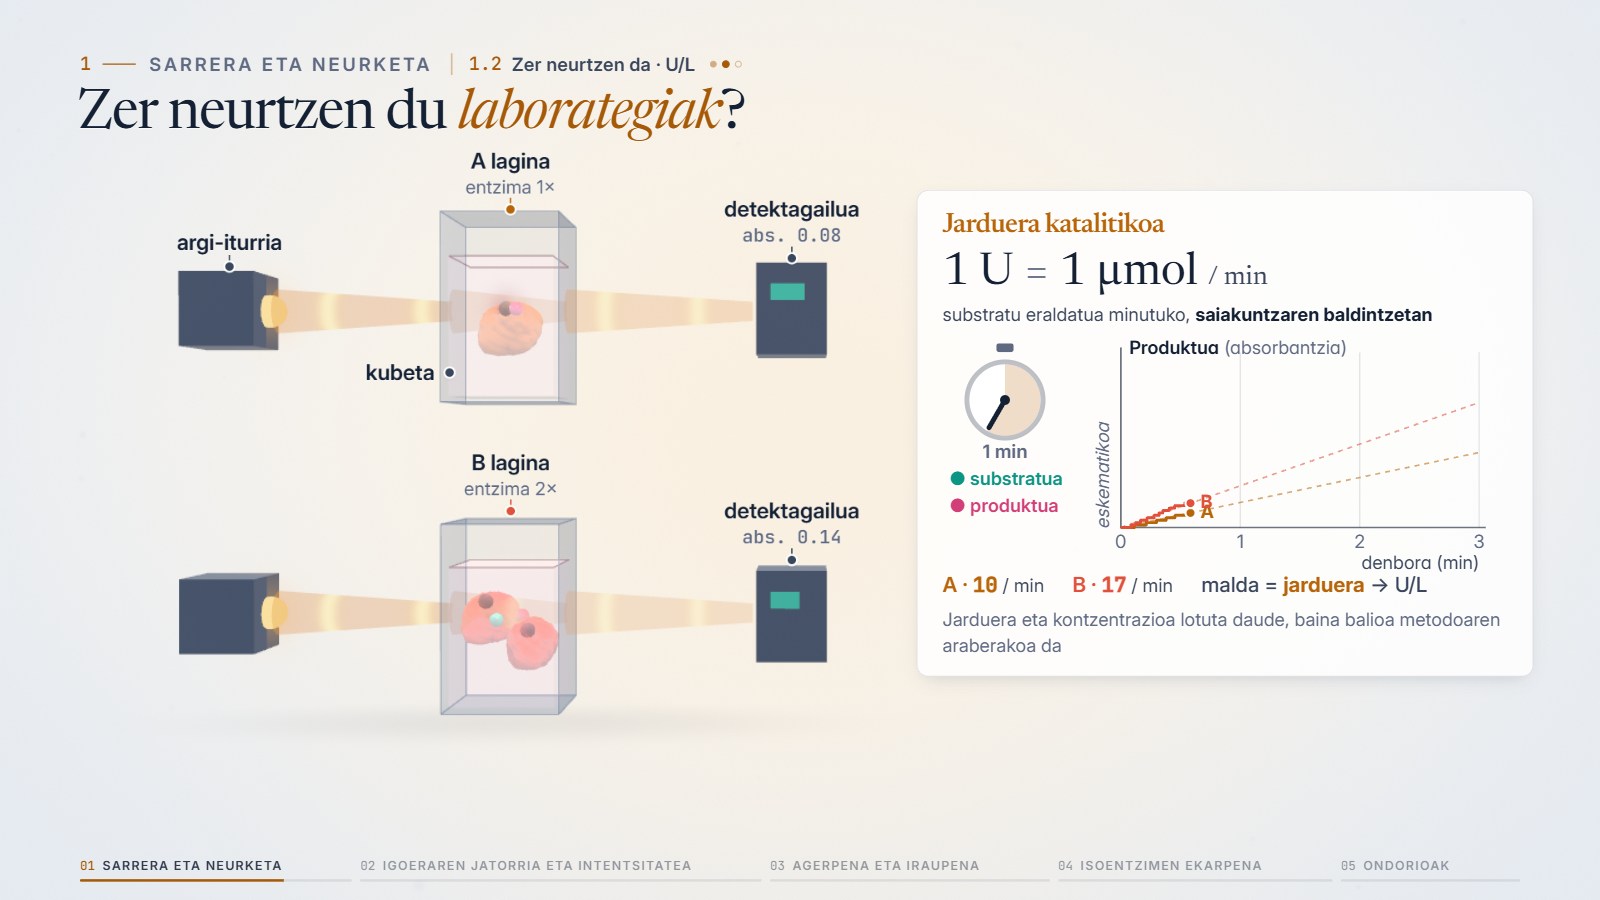 1 — SARRERA ETA NEURKETA | 1.2 Zer neurtzen da · U/L
Zer neurtzen du laborategiak?
A lagina
entzima 1×
argi-iturria
detektagailua
abs. 0.08
kubeta
B lagina
entzima 2×
detektagailua
abs. 0.14
Jarduera katalitikoa
1 U = 1 µmol / min
substratu eraldatua minutuko, saiakuntzaren baldintzetan
1 min
substratua
produktua
Produktua (absorbantzia)
eskematikoa
B
A
0 1 2 3
denbora (min)
A · 10 / min B · 17 / min malda = jarduera → U/L
Jarduera eta kontzentrazioa lotuta daude, baina balioa metodoaren
araberakoa da
01 SARRERA ETA NEURKETA 02 IGOERAREN JATORRIA ETA INTENTSITATEA 03 AGERPENA ETA IRAUPENA 04 ISOENTZIMEN EKARPENA 05 ONDORIOAK